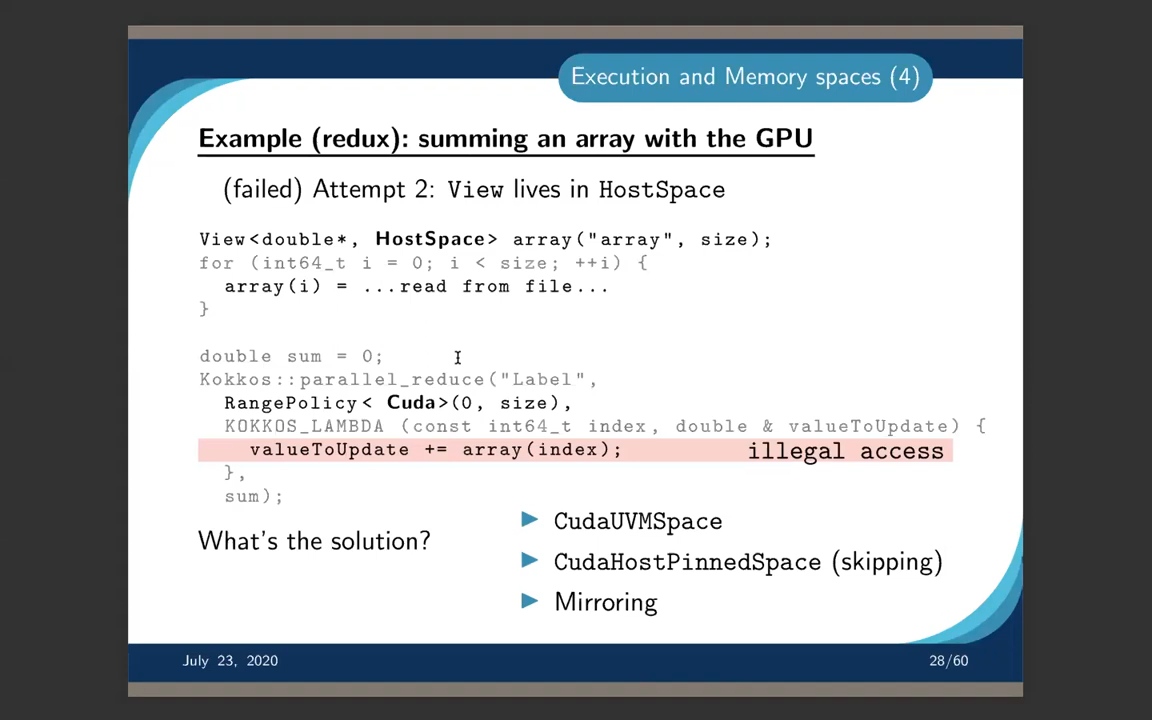 Execution and Memory spaces (4)
Example (redux): summing an array with the GPU
(failed) Attempt 2: View lives in HostSpace
View<double*, HostSpace> array("array", size);
for (int64_t i = 0; i < size; ++i) {
array(i) = ...read from file...
}
double sum = 0;
Kokkos::parallel_reduce("Label",
RangePolicy< Cuda>(0, size),
KOKKOS_LAMBDA (const int64_t index, double & valueToUpdate) {
valueToUpdate += array(index); illegal access
},
sum);
What's the solution?
► CudaUVMSpace
► CudaHostPinnedSpace (skipping)
► Mirroring
July 23, 2020 28/60